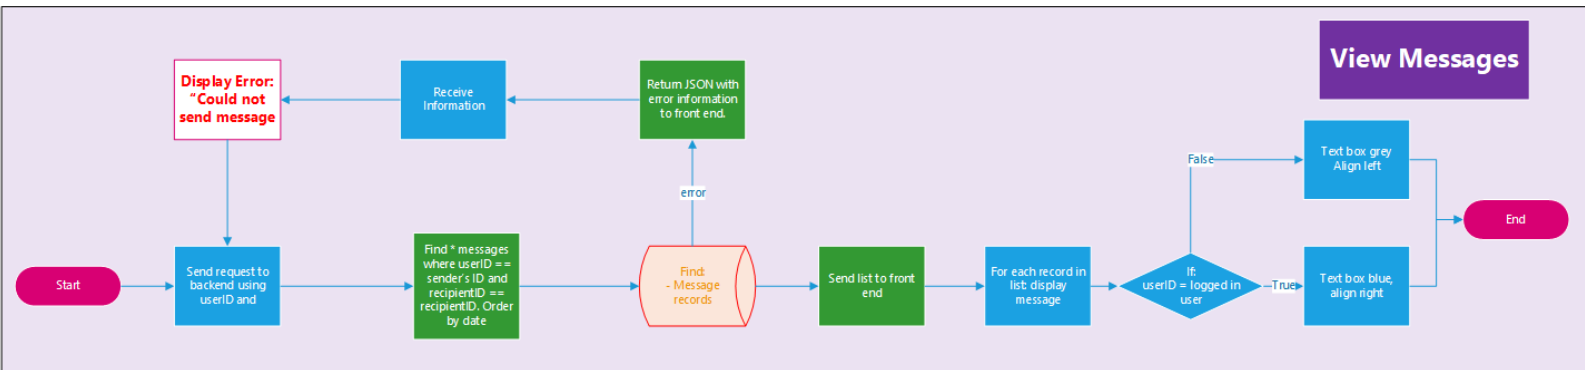 View Messages
Display Error:
“Could not
send message
Receive
Information
Return JSON with
error information
to front end.
error
Start
Send request to
backend using
userID and
Find * messages
where userID ==
sender's ID and
recipientID ==
recipientID. Order
by date
Find:
- Message
records
Send list to front
end
For each record in
list: display
message
If:
userID = logged in
user
False
True
Text box grey
Align left
Text box blue,
align right
End